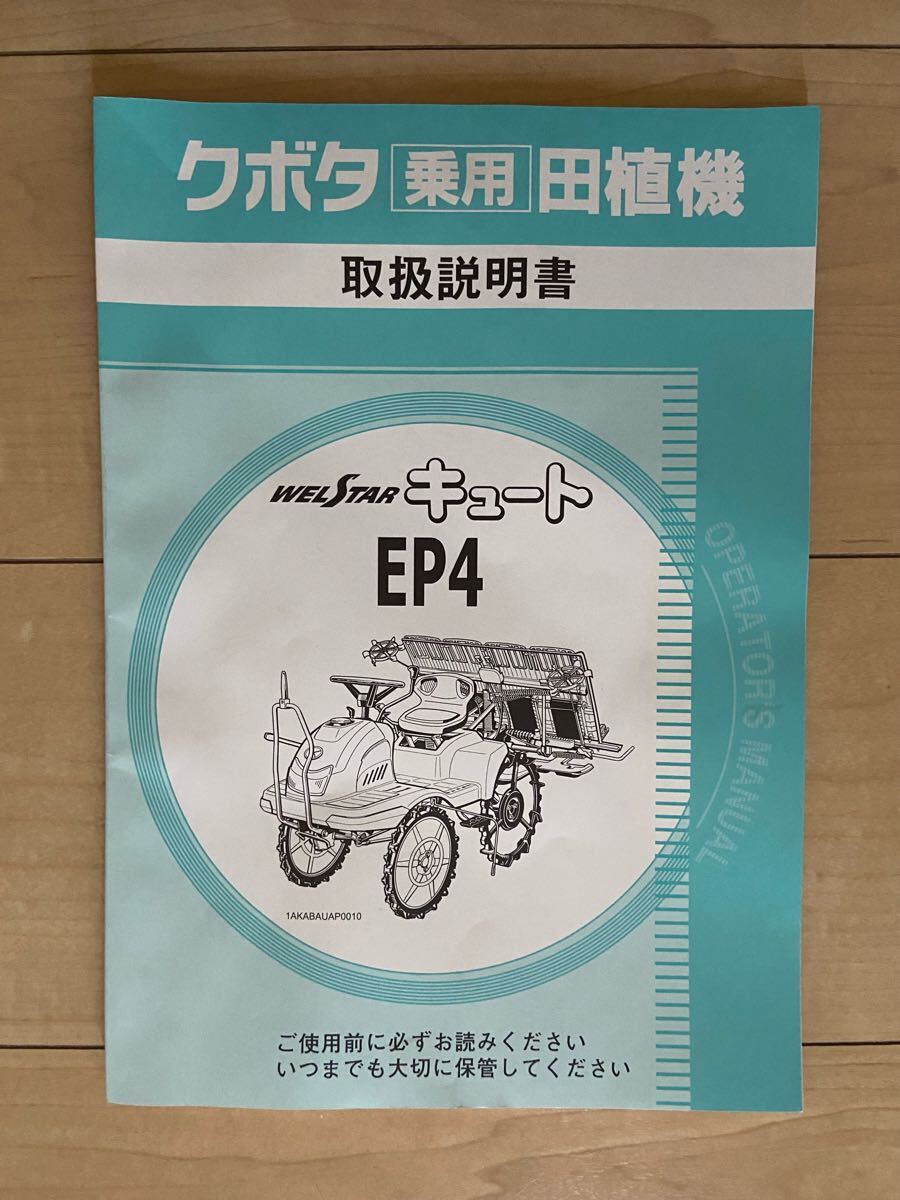 クボタ 乗用 田植機
取扱説明書
WELSTAR キュート
EP4
OPERATOR'S MANUAL
1AKABAUAP0010
ご使用前に必ずお読みください
いつまでも大切に保管してください